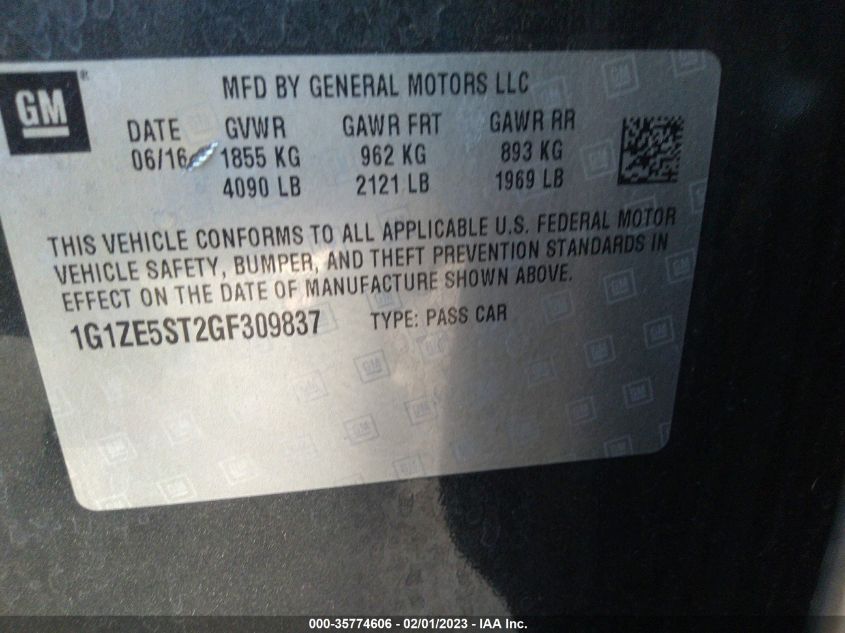 GM®
MFD BY GENERAL MOTORS LLC
DATE GVWR GAWR FRT GAWR RR
06/16 1855 KG 962 KG 893 KG
4090 LB 2121 LB 1969 LB
THIS VEHICLE CONFORMS TO ALL APPLICABLE U.S. FEDERAL MOTOR
VEHICLE SAFETY, BUMPER, AND THEFT PREVENTION STANDARDS IN
EFFECT ON THE DATE OF MANUFACTURE SHOWN ABOVE.
1G1ZE5ST2GF309837 TYPE: PASS CAR
000-35774606 - 02/01/2023 - IAA Inc.